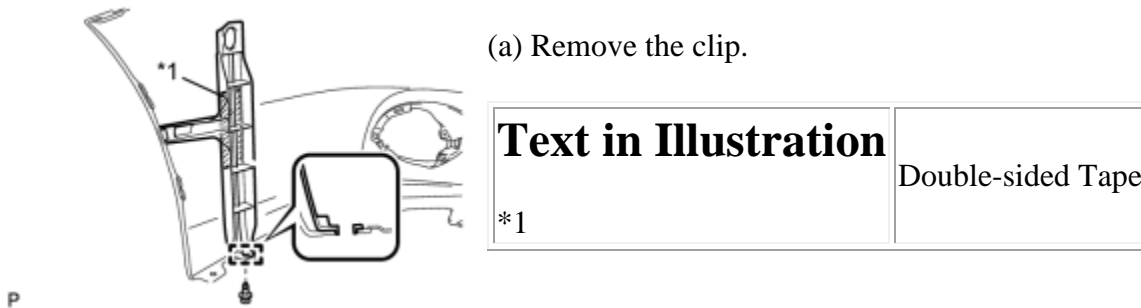 *1
P
(a) Remove the clip.
Text in Illustration
*1
Double-sided Tape